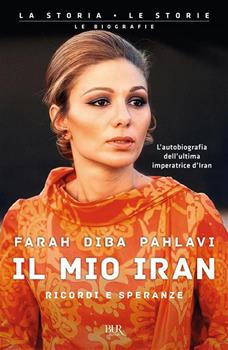 LA STORIA • LE STORIE
LE BIOGRAFIE
L'autobiografia
dell'ultima
imperatrice d'Iran
FARAH DIBA PAHLAVI
IL MIO IRAN
RICORDI E SPERANZE
BUR